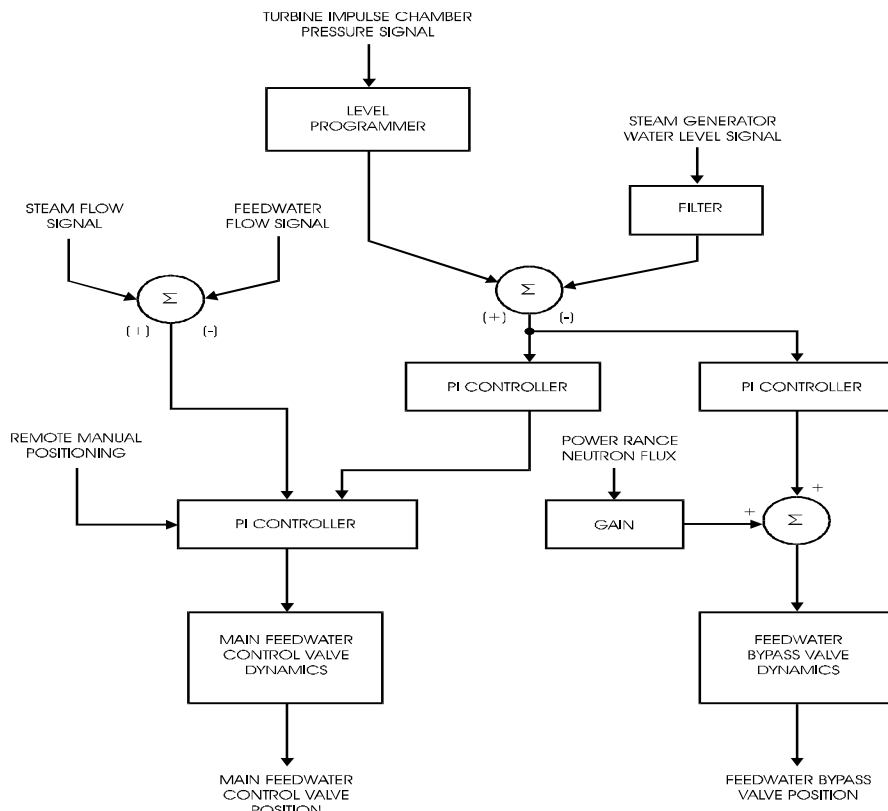 TURBINE IMPULSE CHAMBER
PRESSURE SIGNAL
LEVEL
PROGRAMMER
STEAM GENERATOR
WATER LEVEL SIGNAL
FILTER
STEAM FLOW
SIGNAL
FEEDWATER
FLOW SIGNAL
Σ
(+)
(-)
Σ
(+)
(-)
PI CONTROLLER
PI CONTROLLER
REMOTE MANUAL
POSITIONING
POWER RANGE
NEUTRON FLUX
PI CONTROLLER
GAIN
+
+
Σ
MAIN FEEDWATER
CONTROL VALVE
DYNAMICS
FEEDWATER
BYPASS VALVE
DYNAMICS
MAIN FEEDWATER
CONTROL VALVE
POSITION
FEEDWATER BYPASS
VALVE POSITION